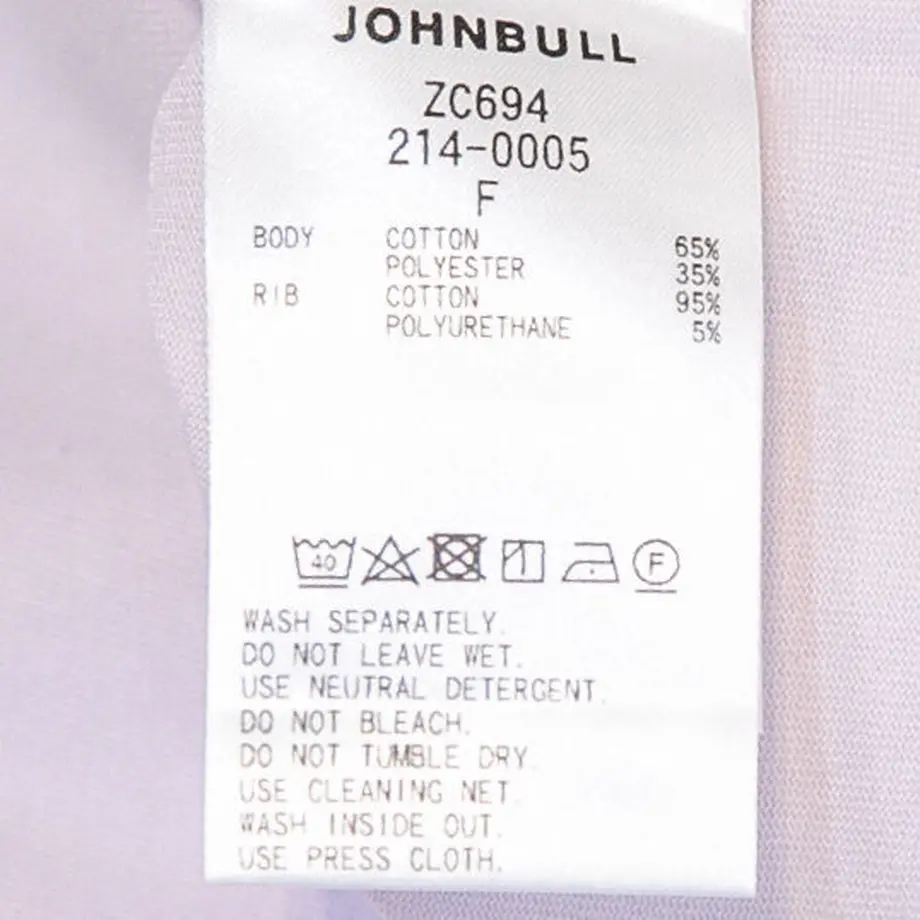 JOHNBULL
ZC694
214-0005
F
BODY COTTON 65%
POLYESTER 35%
RIB COTTON 95%
POLYURETHANE 5%
40 F
WASH SEPARATELY.
DO NOT LEAVE WET.
USE NEUTRAL DETERGENT.
DO NOT BLEACH.
DO NOT TUMBLE DRY.
USE CLEANING NET.
WASH INSIDE OUT.
USE PRESS CLOTH.